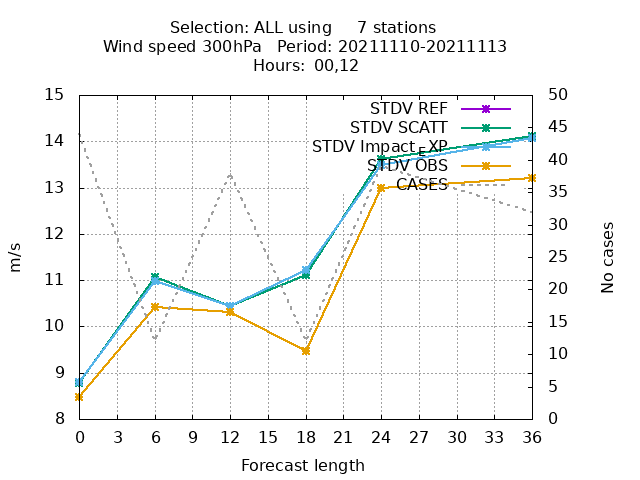 Selection: ALL using     7 stations
Wind speed 300hPa   Period: 20211110-20211113
Hours:  00,12
STDV REF
STDV SCATT
STDV Impact_EXP
STDV OBS
CASES
m/s
15
14
13
12
11
10
9
8
50
45
40
35
30
25
20
15
10
5
0
No cases
0 3 6 9 12 15 18 21 24 27 30 33 36
Forecast length